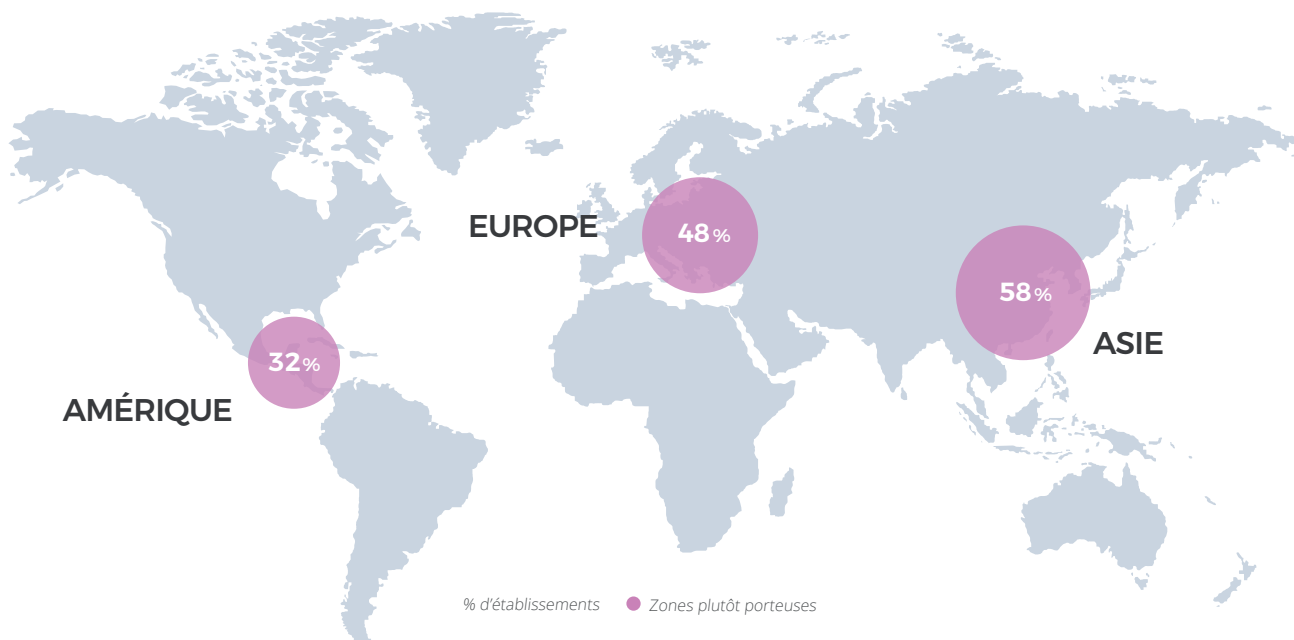 EUROPE
48 %
58 %
ASIE
32 %
AMÉRIQUE
% d'établissements
Zones plutôt porteuses